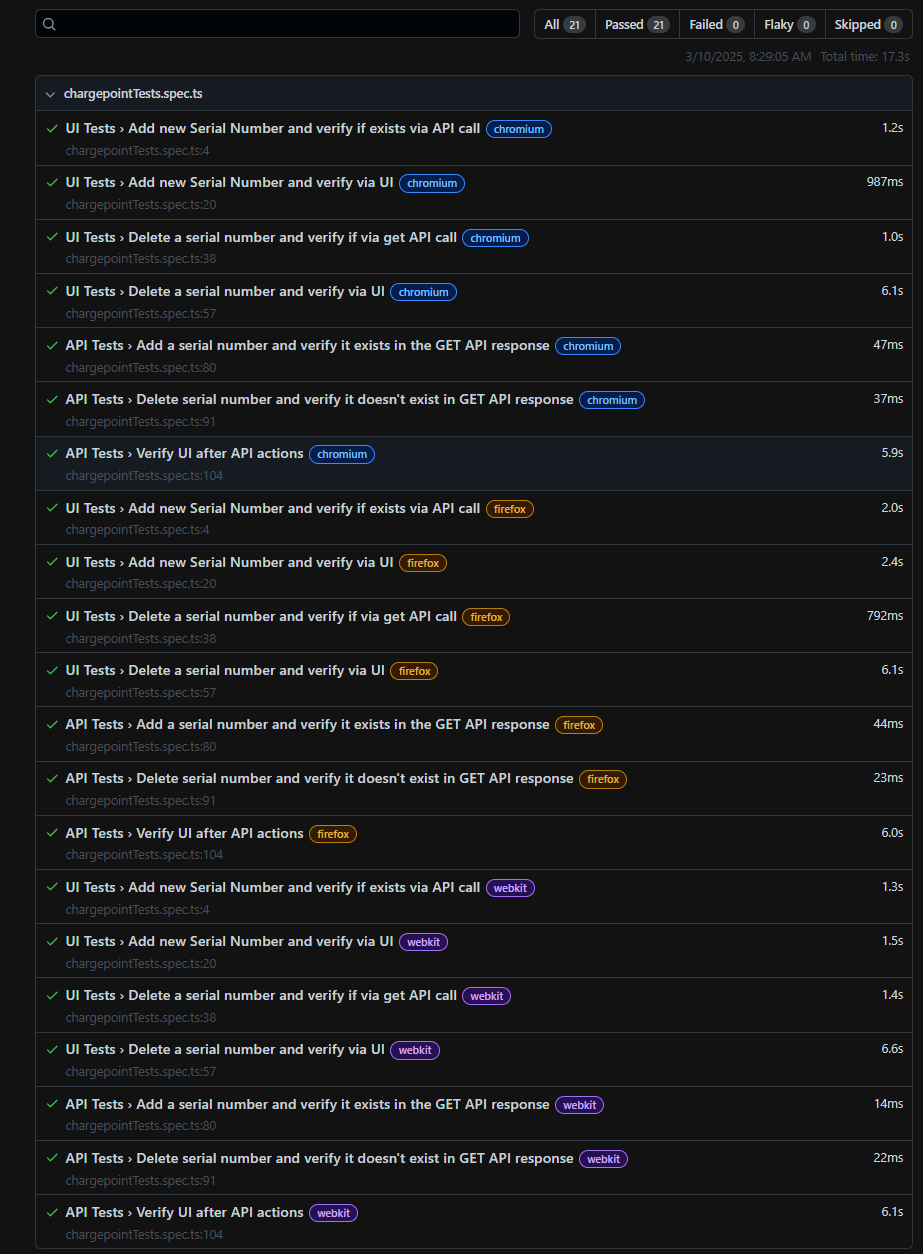 All 21 Passed 21 Failed 0 Flaky 0 Skipped 0
3/10/2025, 8:29:05 AM Total time: 17.3s
chargepointTests.spec.ts
UI Tests › Add new Serial Number and verify if exists via API call chromium 1.2s
chargepointTests.spec.ts:4
UI Tests › Add new Serial Number and verify via UI chromium 987ms
chargepointTests.spec.ts:20
UI Tests › Delete a serial number and verify if via get API call chromium 1.0s
chargepointTests.spec.ts:38
UI Tests › Delete a serial number and verify via UI chromium 6.1s
chargepointTests.spec.ts:57
API Tests › Add a serial number and verify it exists in the GET API response chromium 47ms
chargepointTests.spec.ts:80
API Tests › Delete serial number and verify it doesn't exist in GET API response chromium 37ms
chargepointTests.spec.ts:91
API Tests › Verify UI after API actions chromium 5.9s
chargepointTests.spec.ts:104
UI Tests › Add new Serial Number and verify if exists via API call firefox 2.0s
chargepointTests.spec.ts:4
UI Tests › Add new Serial Number and verify via UI firefox 2.4s
chargepointTests.spec.ts:20
UI Tests › Delete a serial number and verify if via get API call firefox 792ms
chargepointTests.spec.ts:38
UI Tests › Delete a serial number and verify via UI firefox 6.1s
chargepointTests.spec.ts:57
API Tests › Add a serial number and verify it exists in the GET API response firefox 44ms
chargepointTests.spec.ts:80
API Tests › Delete serial number and verify it doesn't exist in GET API response firefox 23ms
chargepointTests.spec.ts:91
API Tests › Verify UI after API actions firefox 6.0s
chargepointTests.spec.ts:104
UI Tests › Add new Serial Number and verify if exists via API call webkit 1.3s
chargepointTests.spec.ts:4
UI Tests › Add new Serial Number and verify via UI webkit 1.5s
chargepointTests.spec.ts:20
UI Tests › Delete a serial number and verify if via get API call webkit 1.4s
chargepointTests.spec.ts:38
UI Tests › Delete a serial number and verify via UI webkit 6.6s
chargepointTests.spec.ts:57
API Tests › Add a serial number and verify it exists in the GET API response webkit 14ms
chargepointTests.spec.ts:80
API Tests › Delete serial number and verify it doesn't exist in GET API response webkit 22ms
chargepointTests.spec.ts:91
API Tests › Verify UI after API actions webkit 6.1s
chargepointTests.spec.ts:104